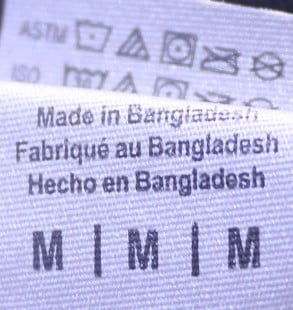 ASTM
ISO
Made in Bangladesh
Fabriqué au Bangladesh
Hecho en Bangladesh
M | M | M